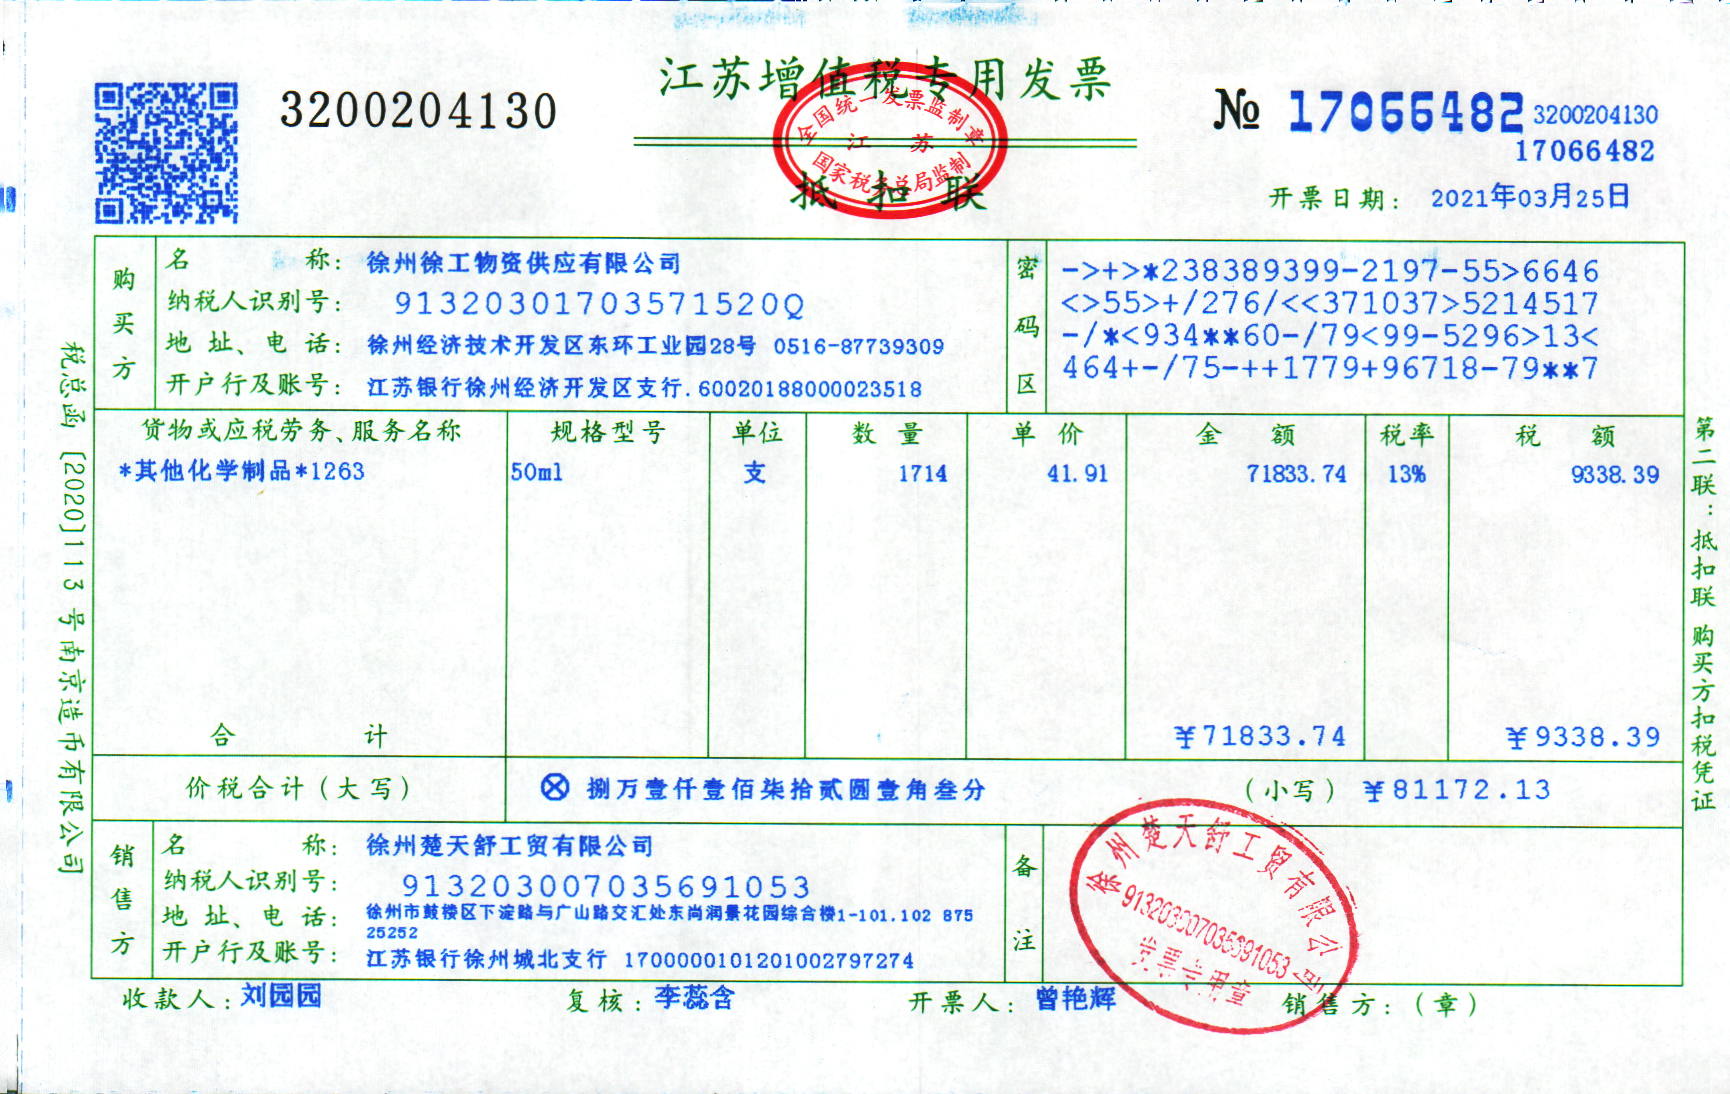 江苏增值税专用发票
3200204130
№ 17066482 3200204130
17066482
全国统一发票监制章
江 苏
国家税务总局监制
抵扣联
开票日期: 2021年03月25日
购买方
名 称: 徐州徐工物资供应有限公司
纳税人识别号: 91320301703571520Q
地 址、电 话: 徐州经济技术开发区东环工业园28号 0516-87739309
开户行及账号: 江苏银行徐州经济开发区支行.60020188000023518
密码区
->+>*238389399-2197-55>6646
<>55>+/276/<<371037>5214517
-/*<934**60-/79<99-5296>13<
464+-/75-++1779+96718-79**7
货物或应税劳务、服务名称 规格型号 单位 数量 单价 金额 税率 税额
*其他化学制品*1263 50ml 支 1714 41.91 71833.74 13% 9338.39
合 计 ¥71833.74 ¥9338.39
价税合计(大写) ⊗ 捌万壹仟壹佰柒拾贰圆壹角叁分 (小写) ¥81172.13
销售方
名 称: 徐州楚天舒工贸有限公司
纳税人识别号: 913203007035691053
地 址、电 话: 徐州市鼓楼区下淀路与广山路交汇处东尚润景花园综合楼1-101.102 875
25252
开户行及账号: 江苏银行徐州城北支行 17000001012010027​97274
备注
徐州楚天舒工贸有限公司
913203007035691053
发票专用章
收款人: 刘园园 复核: 李蕊含 开票人: 曾艳辉 销售方:(章)
税总函[2020]113号南京造币有限公司
第二联:抵扣联 购买方扣税凭证